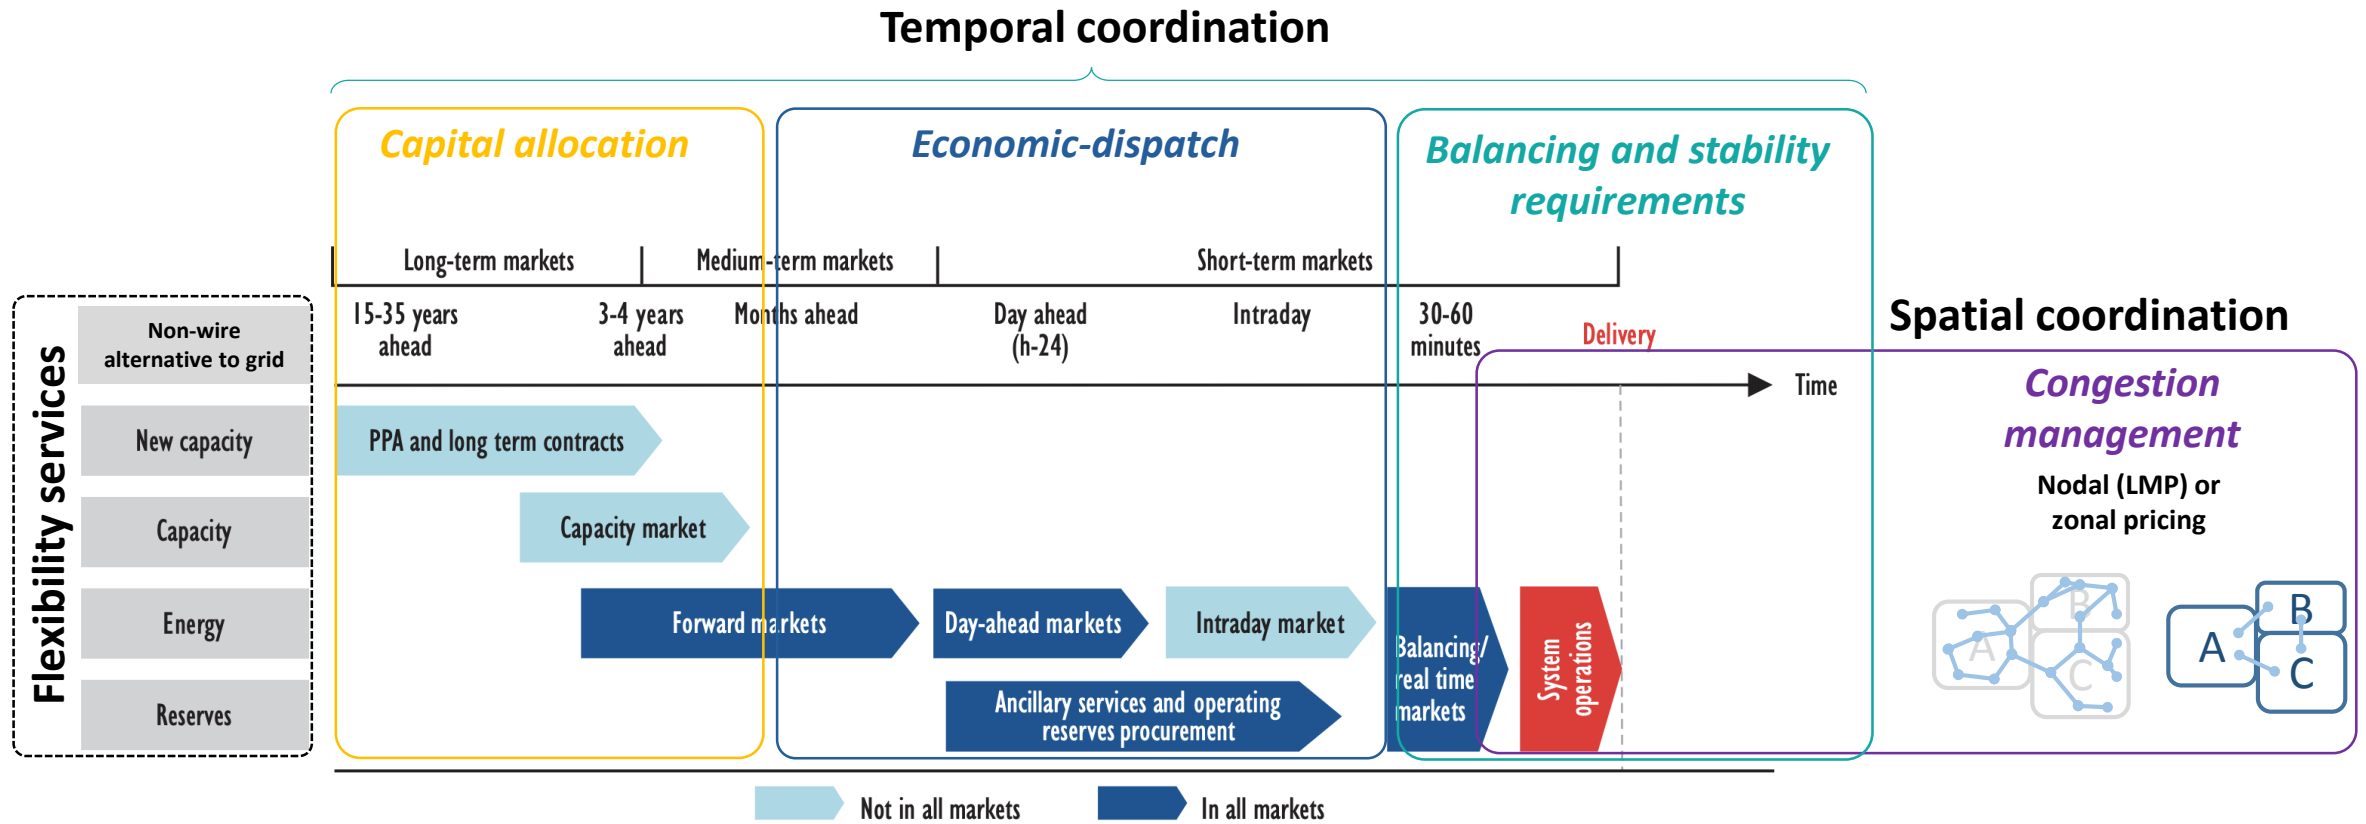 Temporal coordination
Capital allocation
Economic-dispatch
Balancing and stability
requirements
Long-term markets
Medium-term markets
Short-term markets
15-35 years
ahead
3-4 years
ahead
Months ahead
Day ahead
(h-24)
Intraday
30-60
minutes
Delivery
Time
Spatial coordination
Congestion
management
Nodal (LMP) or
zonal pricing
A
B
C
A
B
C
Flexibility services
Non-wire
alternative to grid
New capacity
Capacity
Energy
Reserves
PPA and long term contracts
Capacity market
Forward markets
Day-ahead markets
Intraday market
Ancillary services and operating
reserves procurement
Balancing/
real time
markets
System
operations
Not in all markets
In all markets